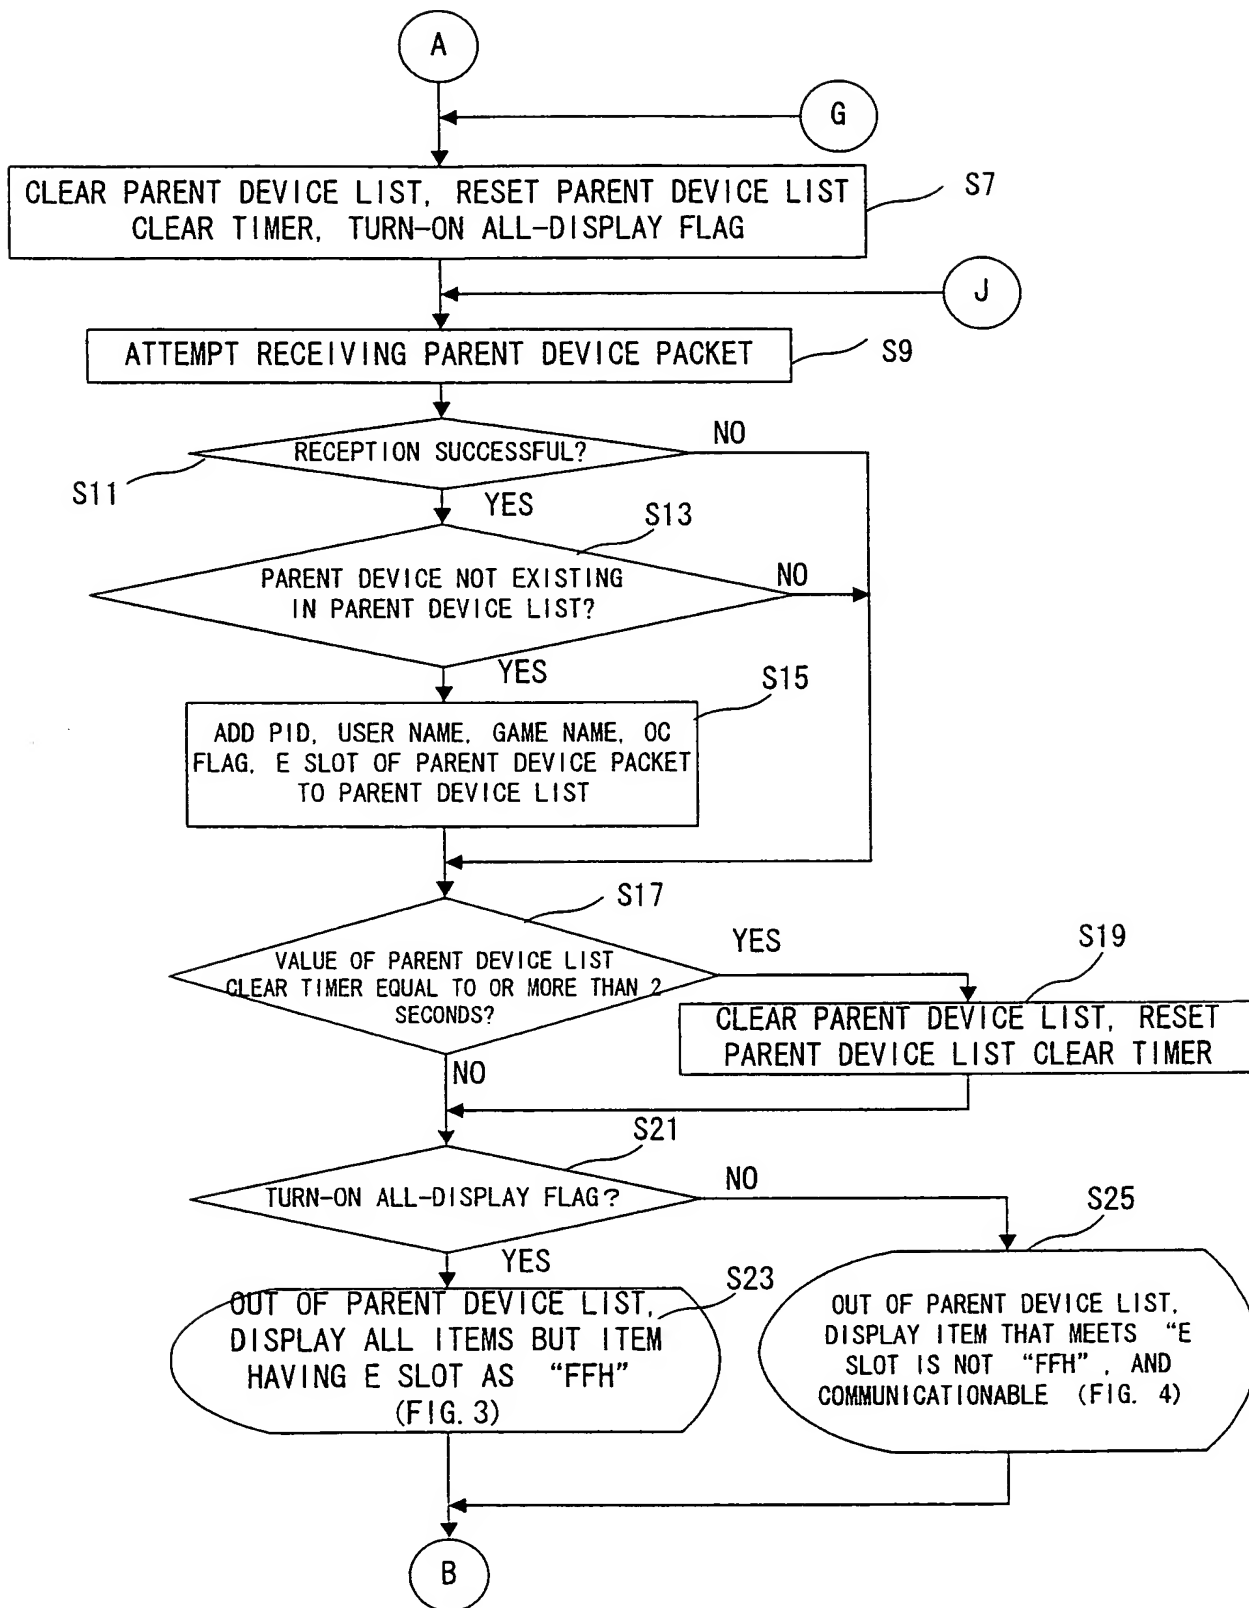 A
G
CLEAR PARENT DEVICE LIST, RESET PARENT DEVICE LIST
CLEAR TIMER, TURN-ON ALL-DISPLAY FLAG
S7
J
ATTEMPT RECEIVING PARENT DEVICE PACKET
S9
RECEPTION SUCCESSFUL?
NO
S11
YES
S13
PARENT DEVICE NOT EXISTING
IN PARENT DEVICE LIST?
NO
YES
S15
ADD PID, USER NAME, GAME NAME, OC
FLAG, E SLOT OF PARENT DEVICE PACKET
TO PARENT DEVICE LIST
S17
VALUE OF PARENT DEVICE LIST
CLEAR TIMER EQUAL TO OR MORE THAN 2
SECONDS?
YES
S19
CLEAR PARENT DEVICE LIST, RESET
PARENT DEVICE LIST CLEAR TIMER
NO
S21
TURN-ON ALL-DISPLAY FLAG?
NO
YES
S23
OUT OF PARENT DEVICE LIST,
DISPLAY ALL ITEMS BUT ITEM
HAVING E SLOT AS “FFH”
(FIG. 3)
S25
OUT OF PARENT DEVICE LIST,
DISPLAY ITEM THAT MEETS “E
SLOT IS NOT “FFH”, AND
COMMUNICATIONABLE (FIG. 4)
B